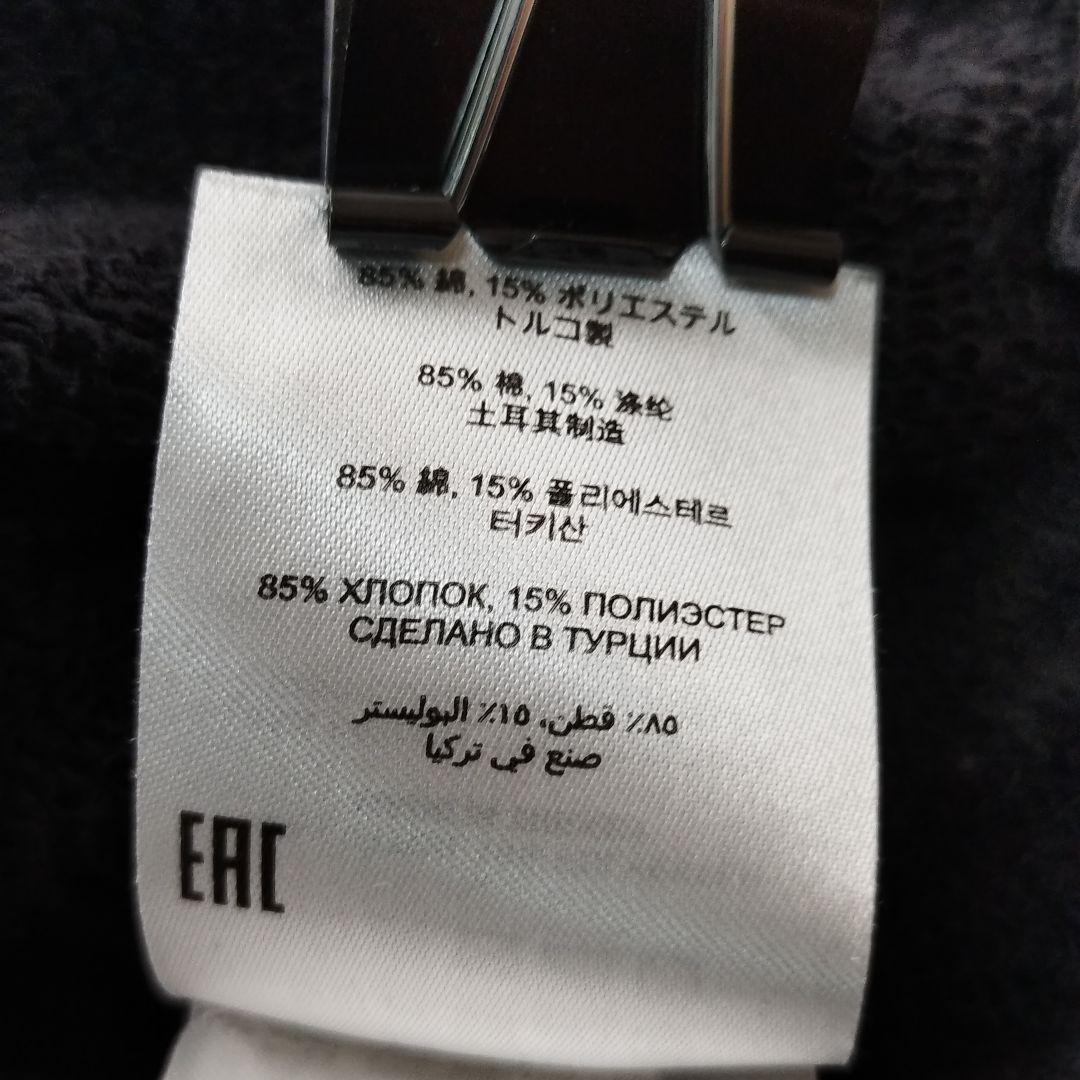 85% 綿, 15% ポリエステル
トルコ製
85% 棉, 15% 涤纶
土耳其制造
85% 綿, 15% 폴리에스테르
터키산
85% ХЛОПОК, 15% ПОЛИЭСТЕР
СДЕЛАНО В ТУРЦИИ
٨٥٪ قطن، ١٥٪ البوليستر
صنع في تركيا
EAC